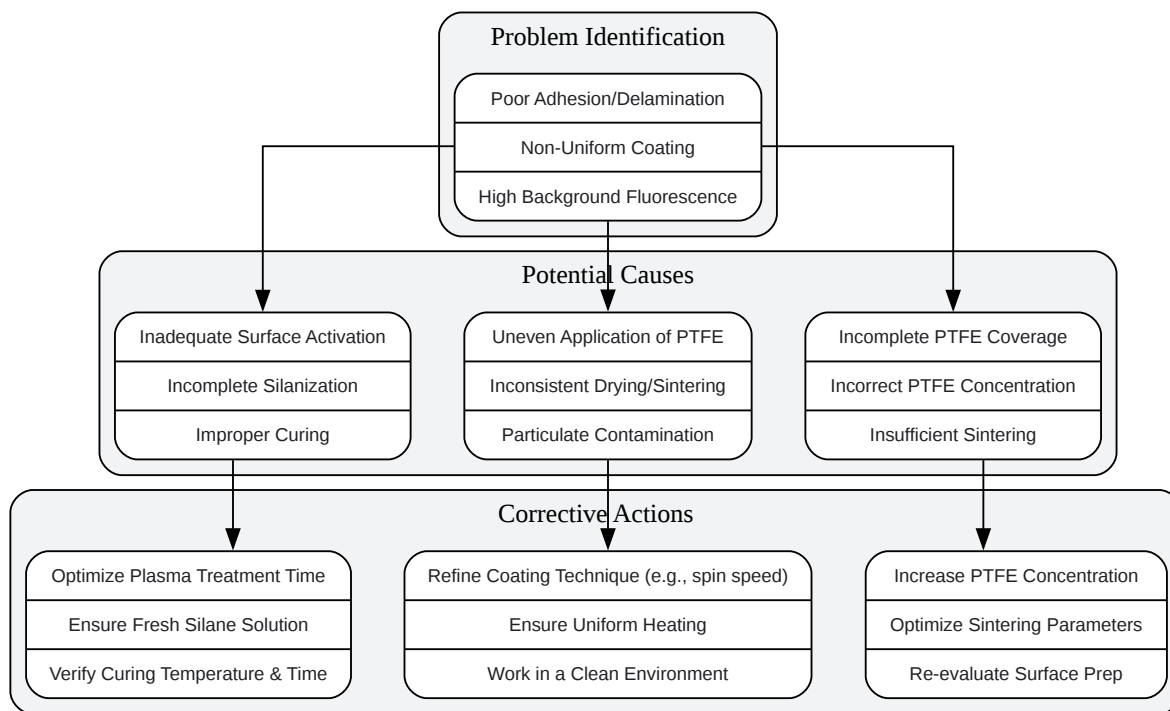 Problem Identification
Poor Adhesion/Delamination
Non-Uniform Coating
High Background Fluorescence
Potential Causes
Inadequate Surface Activation
Incomplete Silanization
Improper Curing
Uneven Application of PTFE
Inconsistent Drying/Sintering
Particulate Contamination
Incomplete PTFE Coverage
Incorrect PTFE Concentration
Insufficient Sintering
Corrective Actions
Optimize Plasma Treatment Time
Ensure Fresh Silane Solution
Verify Curing Temperature & Time
Refine Coating Technique (e.g., spin speed)
Ensure Uniform Heating
Work in a Clean Environment
Increase PTFE Concentration
Optimize Sintering Parameters
Re-evaluate Surface Prep